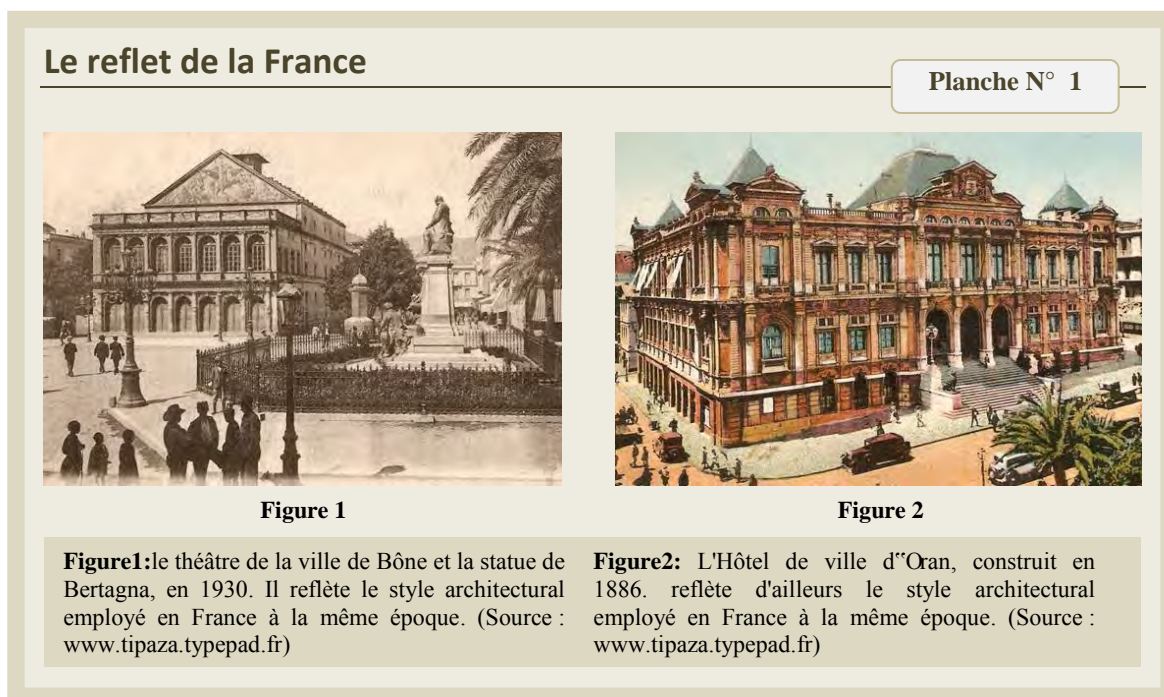 Le reflet de la France
Planche N° 1
Figure 1
Figure 2
Figure1:le théâtre de la ville de Bône et la statue de
Bertagna, en 1930. Il reflète le style architectural
employé en France à la même époque. (Source :
www.tipaza.typepad.fr)
Figure2: L'Hôtel de ville d‟Oran, construit en
1886. reflète d'ailleurs le style architectural
employé en France à la même époque. (Source :
www.tipaza.typepad.fr)